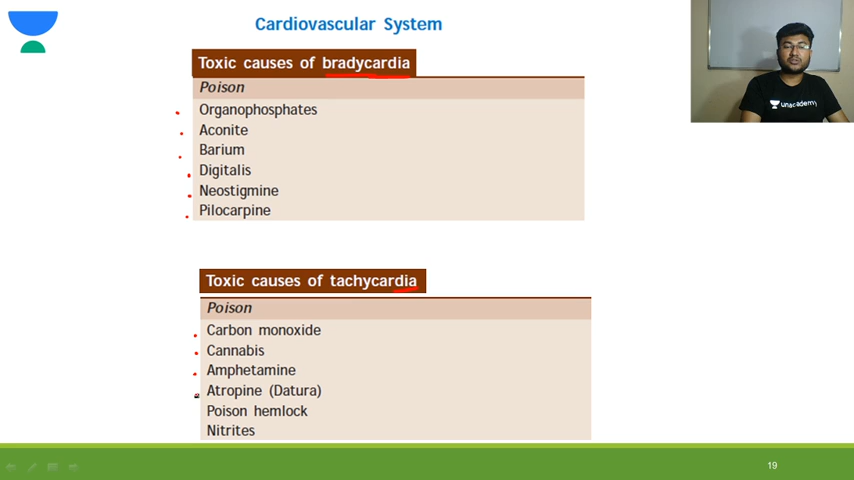 Cardiovascular System
Toxic causes of bradycardia
Poison
Organophosphates
Aconite
Barium
Digitalis
Neostigmine
Pilocarpine
Toxic causes of tachycardia
Poison
Carbon monoxide
Cannabis
Amphetamine
Atropine (Datura)
Poison hemlock
Nitrites
unacademy
19